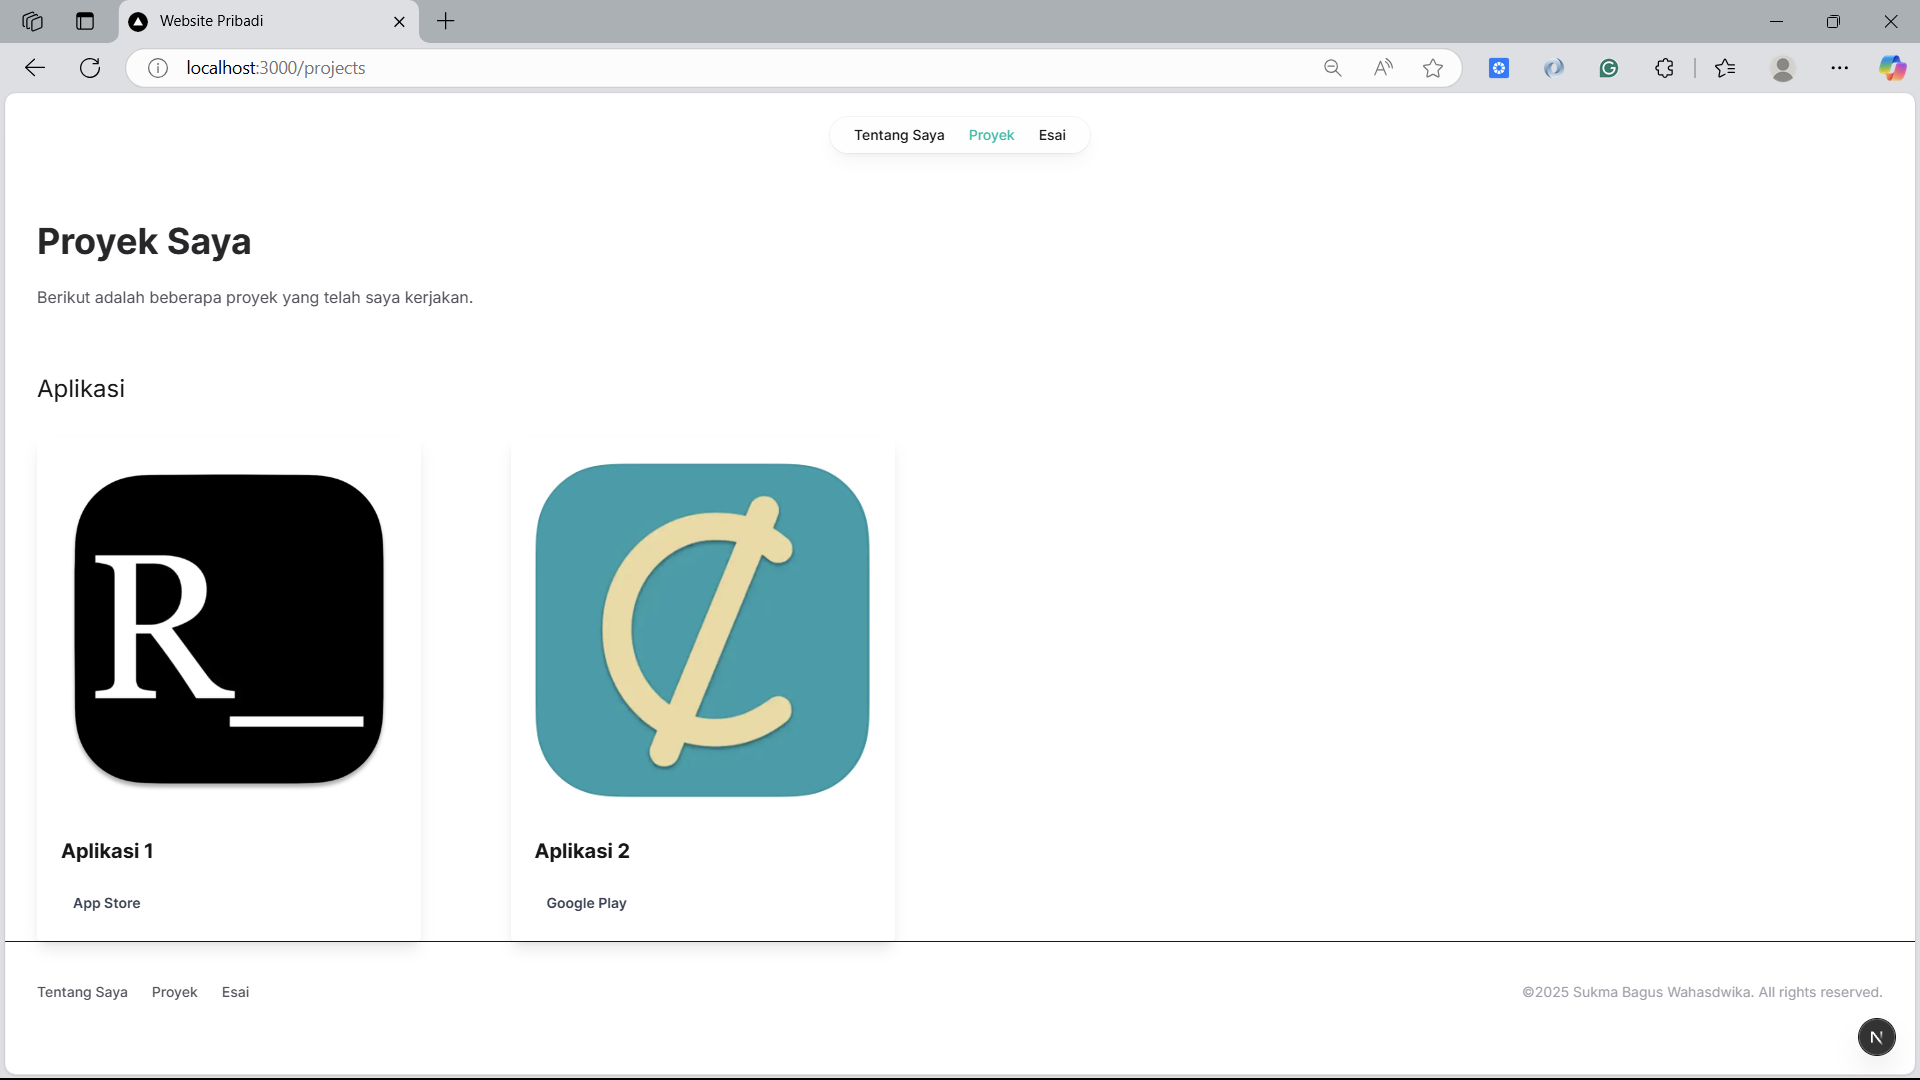 Website Pribadi
localhost:3000/projects
Tentang Saya Proyek Esai
Proyek Saya
Berikut adalah beberapa proyek yang telah saya kerjakan.
Aplikasi
R_
Aplikasi 1
App Store
Aplikasi 2
Google Play
Tentang Saya Proyek Esai
©2025 Sukma Bagus Wahasdwika. All rights reserved.
N